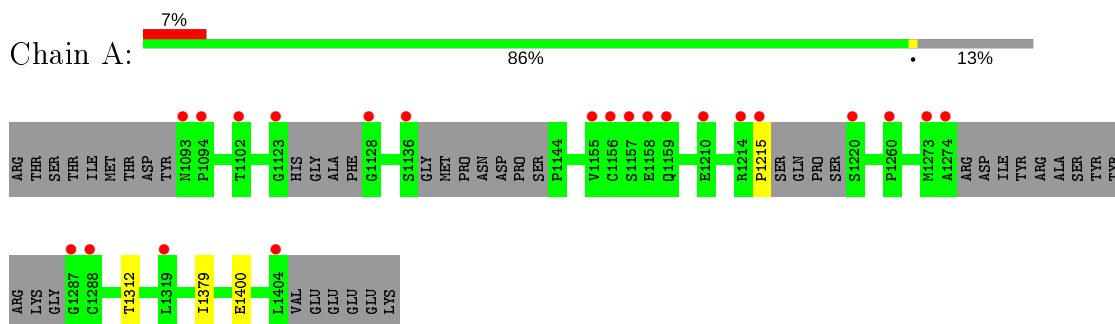 7%
Chain A:
86% • 13%
ARG THR SER THR ILE MET THR ASP TYR N1093 P1094 T1102 G1123 HIS GLY ALA PHE G1128 S1136 GLY MET PRO ASN ASP PRO SER P1144 V1155 C1156 S1157 E1158 Q1159 E1210 R1214 P1215 SER GLN PRO SER S1220 P1260 M1273 A1274 ARG ASP ILE TYR ARG ALA SER TYR TYR
ARG LYS GLY G1287 C1288 T1312 L1319 I1379 E1400 L1404 VAL GLU GLU GLU GLU LYS